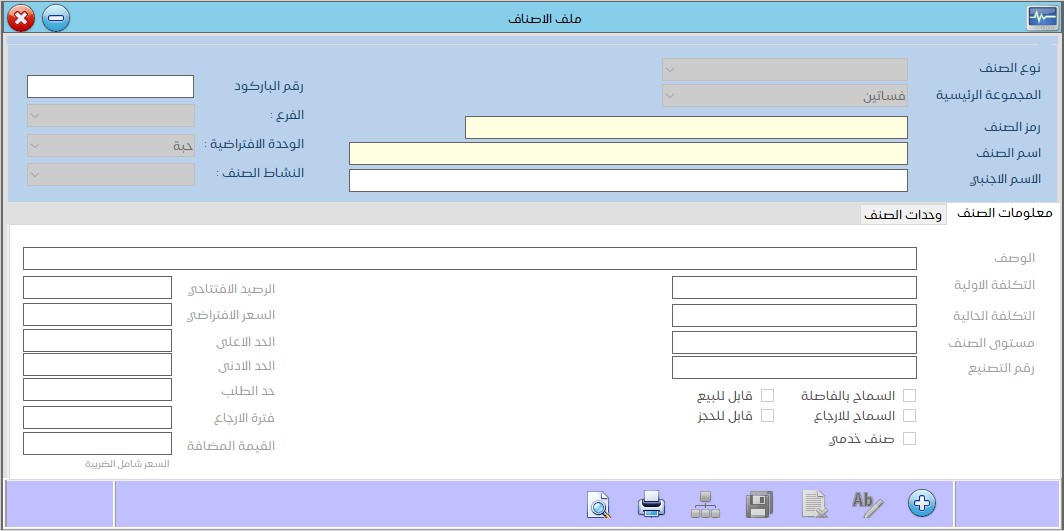 ملف الاصناف
نوع الصنف
المجموعة الرئيسية
فساتين
رمز الصنف
اسم الصنف
الاسم الاجنبي
رقم الباركود
الفرع :
الوحدة الافتراضية :
حبة
النشاط الصنف :
معلومات الصنف
وحدات الصنف
الوصف
التكلفة الاولية
التكلفة الحالية
مستوى الصنف
رقم التصنيع
السماح بالفاصلة
قابل للبيع
السماح للارجاع
قابل للحجز
صنف خدمي
الرصيد الافتتاحي
السعر الافتراضي
الحد الاعلى
الحد الادنى
حد الطلب
فترة الارجاع
القيمة المضافة
السعر شامل الضريبة
Ab